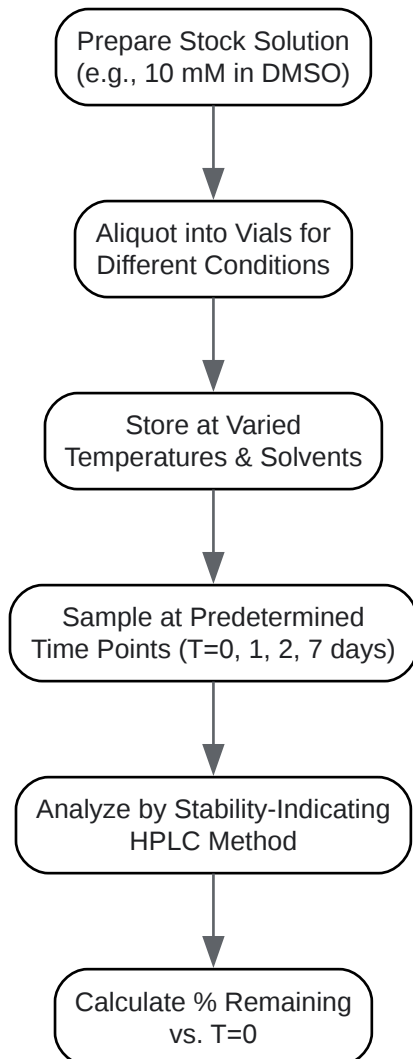 Prepare Stock Solution
(e.g., 10 mM in DMSO)
Aliquot into Vials for
Different Conditions
Store at Varied
Temperatures & Solvents
Sample at Predetermined
Time Points (T=0, 1, 2, 7 days)
Analyze by Stability-Indicating
HPLC Method
Calculate % Remaining
vs. T=0